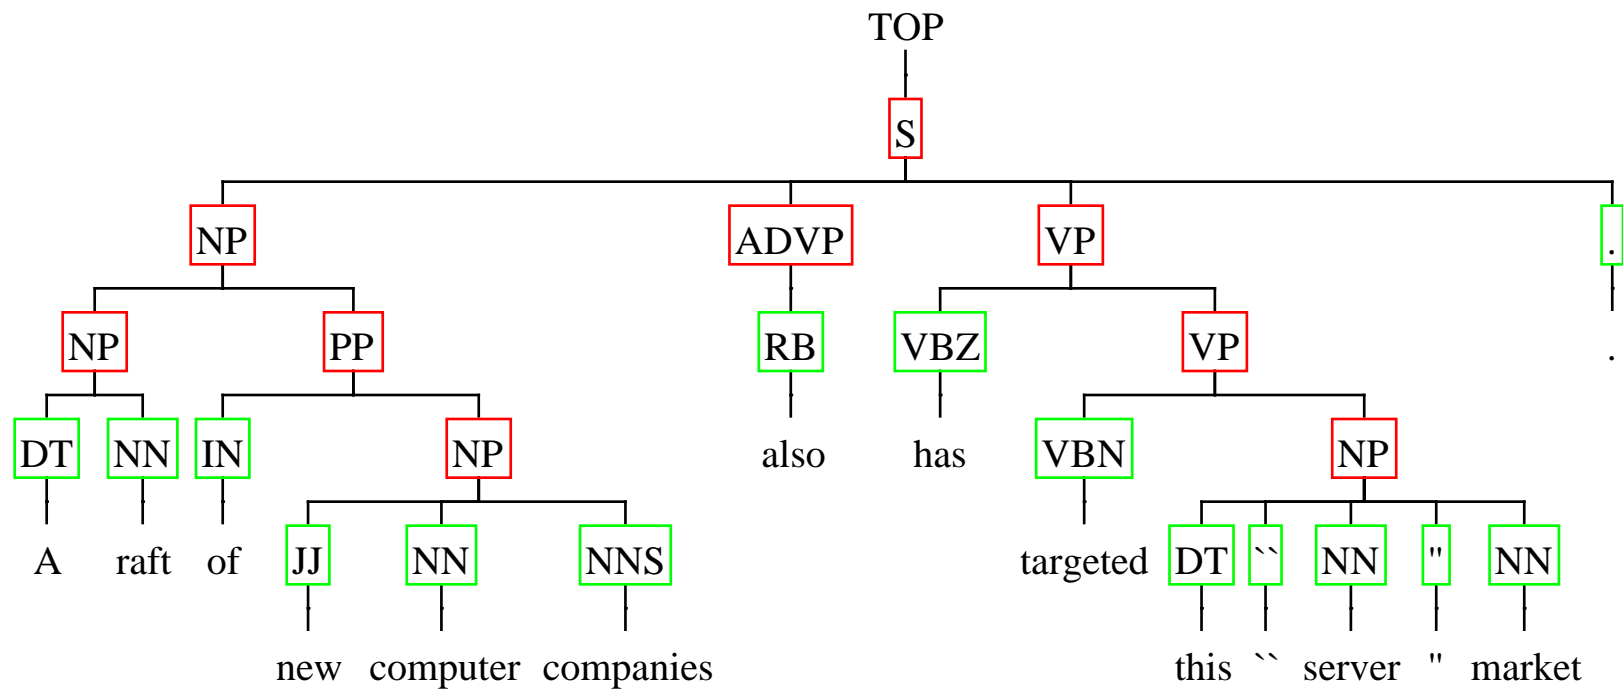 TOP
S
NP ADVP VP .
NP PP RB VBZ VP .
DT NN IN NP also has VBN NP
A raft of JJ NN NNS targeted DT `` NN " NN
new computer companies this `` server " market